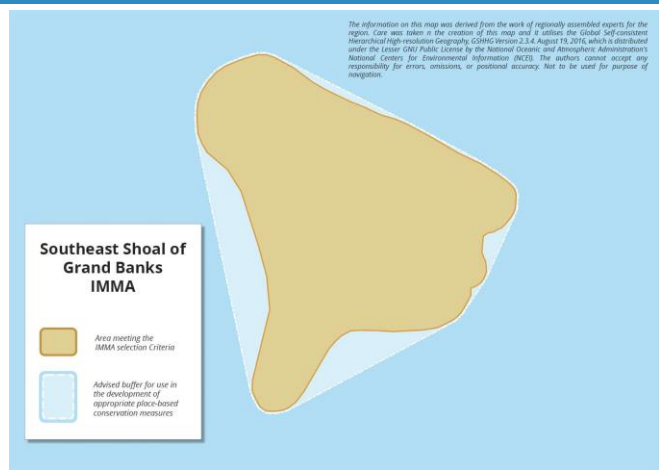 The information on this map was derived from the work of regionally assembled experts for the
region. Care was taken n the creation of this map and it utilises the Global Self-consistent
Hierarchical High-resolution Geography, GSHHG Version 2.3.4. August 19, 2016, which is distributed
under the Lesser GNU Public License by the National Oceanic and Atmospheric Administration's
National Centers for Environmental Information (NCEI). The authors cannot accept any
responsibility for errors, omissions, or positional accuracy. Not to be used for purpose of
navigation.
Southeast Shoal of
Grand Banks
IMMA
Area meeting the
IMMA selection Criteria
Advised buffer for use in
the development of
appropriate place-based
conservation measures